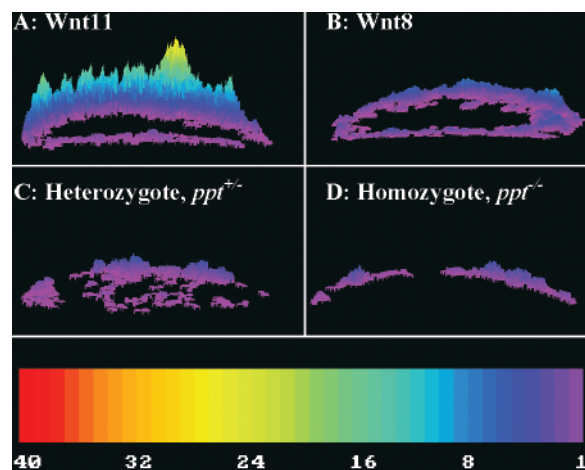 A: Wnt11
B: Wnt8
C: Heterozygote, ppt+/-
D: Homozygote, ppt-/-
40 32 24 16 8 1